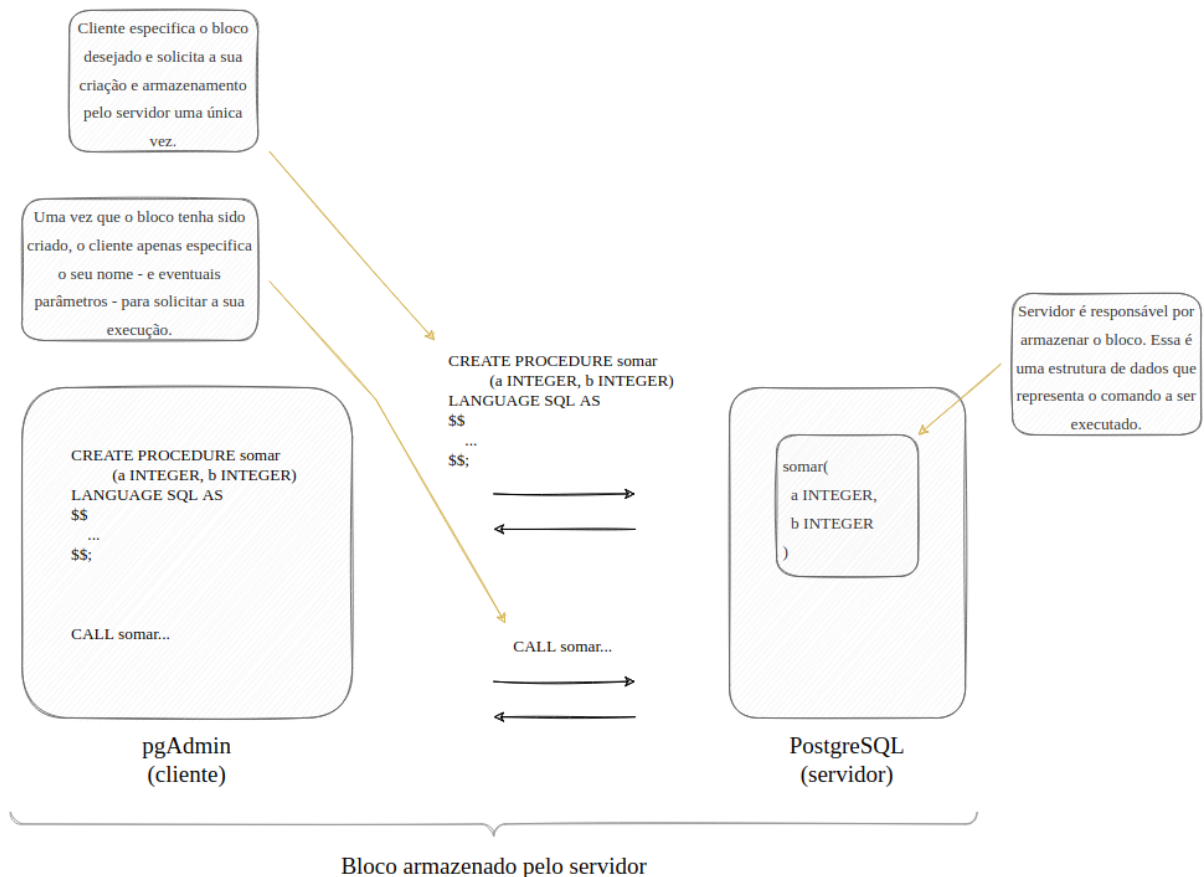 Cliente especifica o bloco
desejado e solicita a sua
criação e armazenamento
pelo servidor uma única
vez.
Uma vez que o bloco tenha sido
criado, o cliente apenas especifica
o seu nome - e eventuais
parâmetros - para solicitar a sua
execução.
Servidor é responsável por
armazenar o bloco. Essa é
uma estrutura de dados que
representa o comando a ser
executado.
CREATE PROCEDURE somar
(a INTEGER, b INTEGER)
LANGUAGE SQL AS
$$
...
$$;
CALL somar...
CREATE PROCEDURE somar
(a INTEGER, b INTEGER)
LANGUAGE SQL AS
$$
...
$$;
CALL somar...
somar(
a INTEGER,
b INTEGER
)
pgAdmin
(cliente)
PostgreSQL
(servidor)
Bloco armazenado pelo servidor